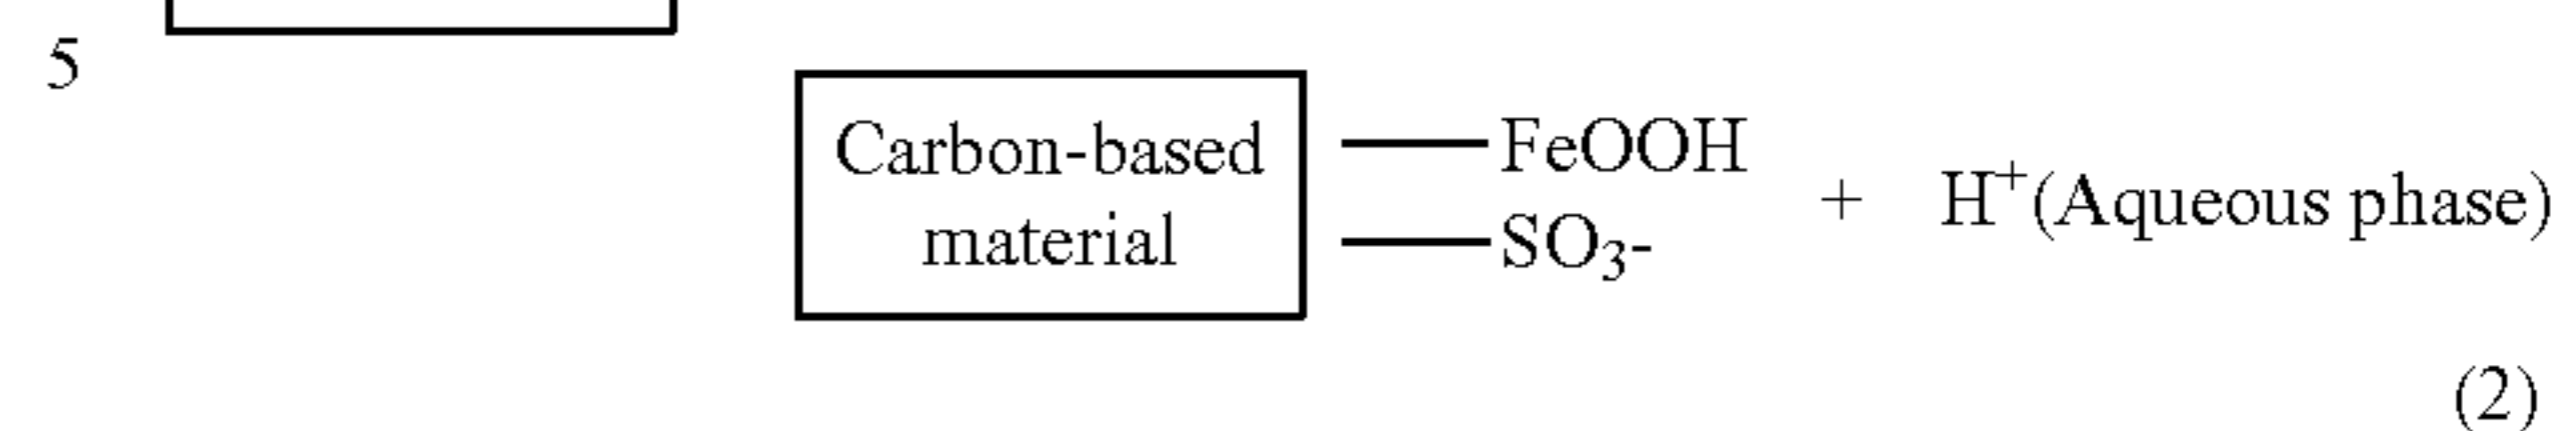 5
Carbon-based —FeOOH
+ H⁺(Aqueous phase)
material —SO₃-
(2)